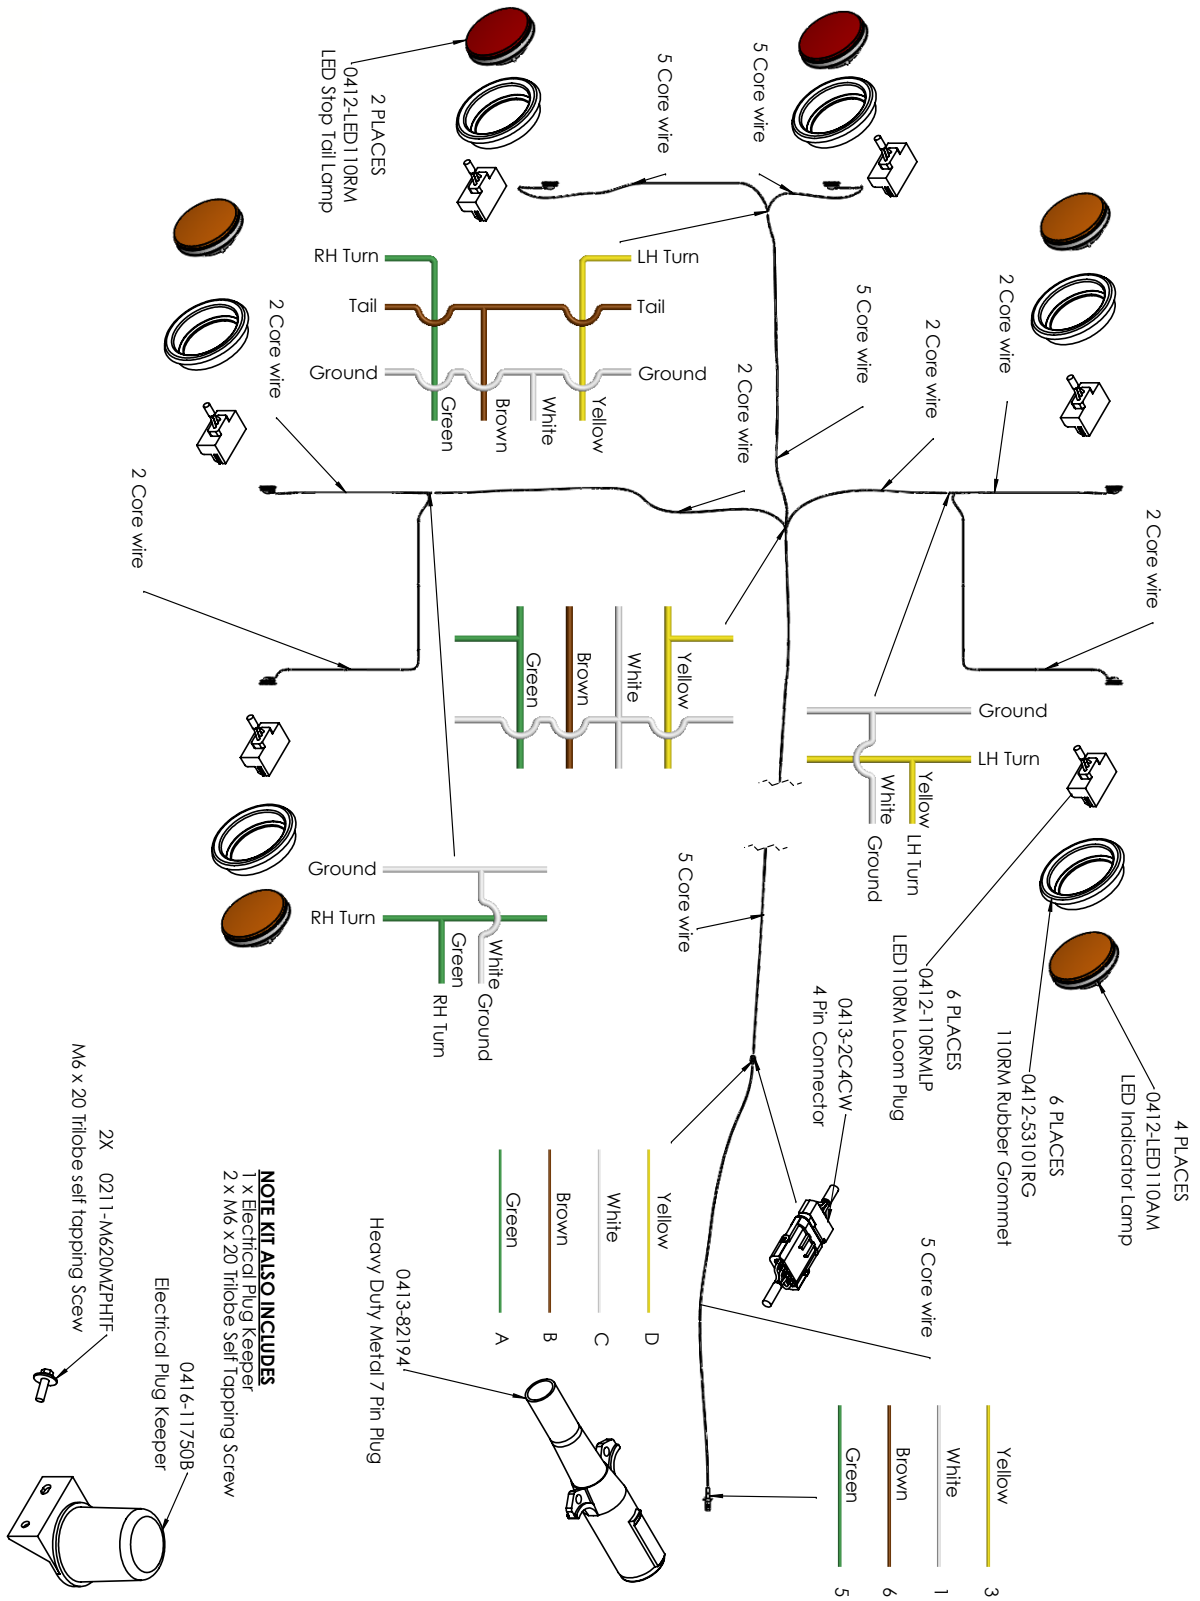 2 PLACES
0412-LED110RM
LED Stop Tail Lamp
5 Core wire
5 Core wire
RH Turn
LH Turn
Tail
Tail
Ground
Ground
Green
Brown
White
Yellow
2 Core wire
2 Core wire
5 Core wire
2 Core wire
2 Core wire
2 Core wire
2 Core wire
Green
Brown
White
Yellow
Ground
LH Turn
Yellow
White
LH Turn
Ground
Ground
RH Turn
White
Green
Ground
RH Turn
5 Core wire
4 PLACES
0412-LED110AM
LED Indicator Lamp
6 PLACES
0412-53101RG
110RM Rubber Grommet
6 PLACES
0412-110RMLP
LED110RM Loom Plug
0413-2C4CW
4 Pin Connector
5 Core wire
Yellow
D
White
C
Brown
B
Green
A
Yellow
3
White
1
Brown
6
Green
5
0413-82194
Heavy Duty Metal 7 Pin Plug
NOTE KIT ALSO INCLUDES
1 x Electrical Plug Keeper
2 x M6 x 20 Trilobe Self Tapping Screw
0416-11750B
Electrical Plug Keeper
2X 0211-M620MZPHTF
M6 x 20 Trilobe self tapping Scew